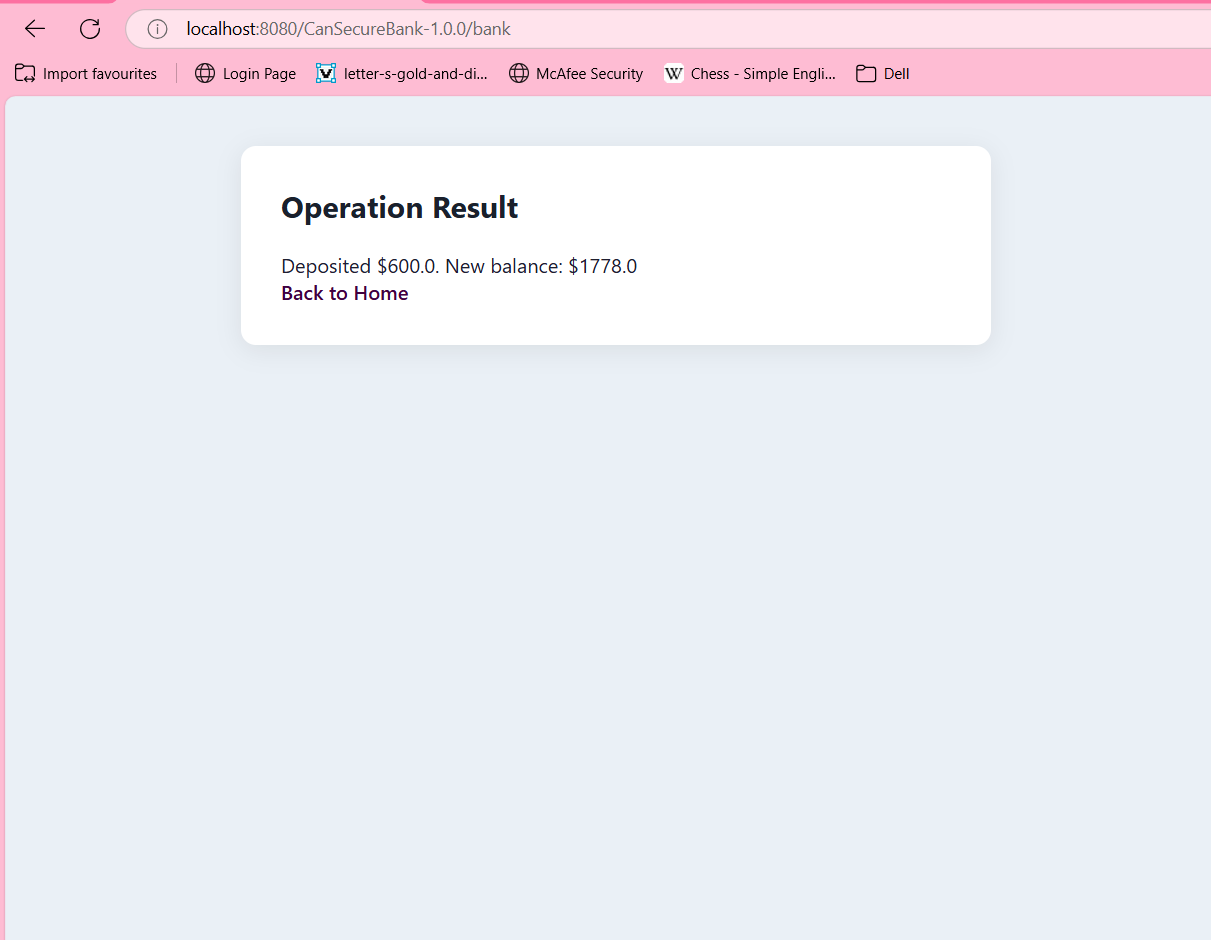 localhost:8080/CanSecureBank-1.0.0/bank
Import favourites Login Page letter-s-gold-and-di... McAfee Security W Chess - Simple Engli... Dell
Operation Result
Deposited $600.0. New balance: $1778.0
Back to Home